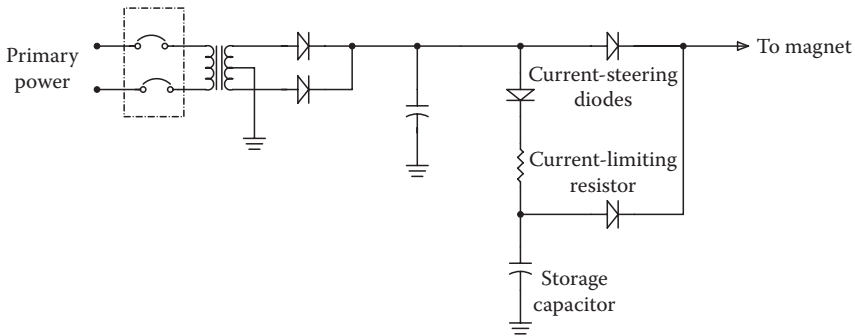 Primary
power
To magnet
Current-steering
diodes
Current-limiting
resistor
Storage
capacitor